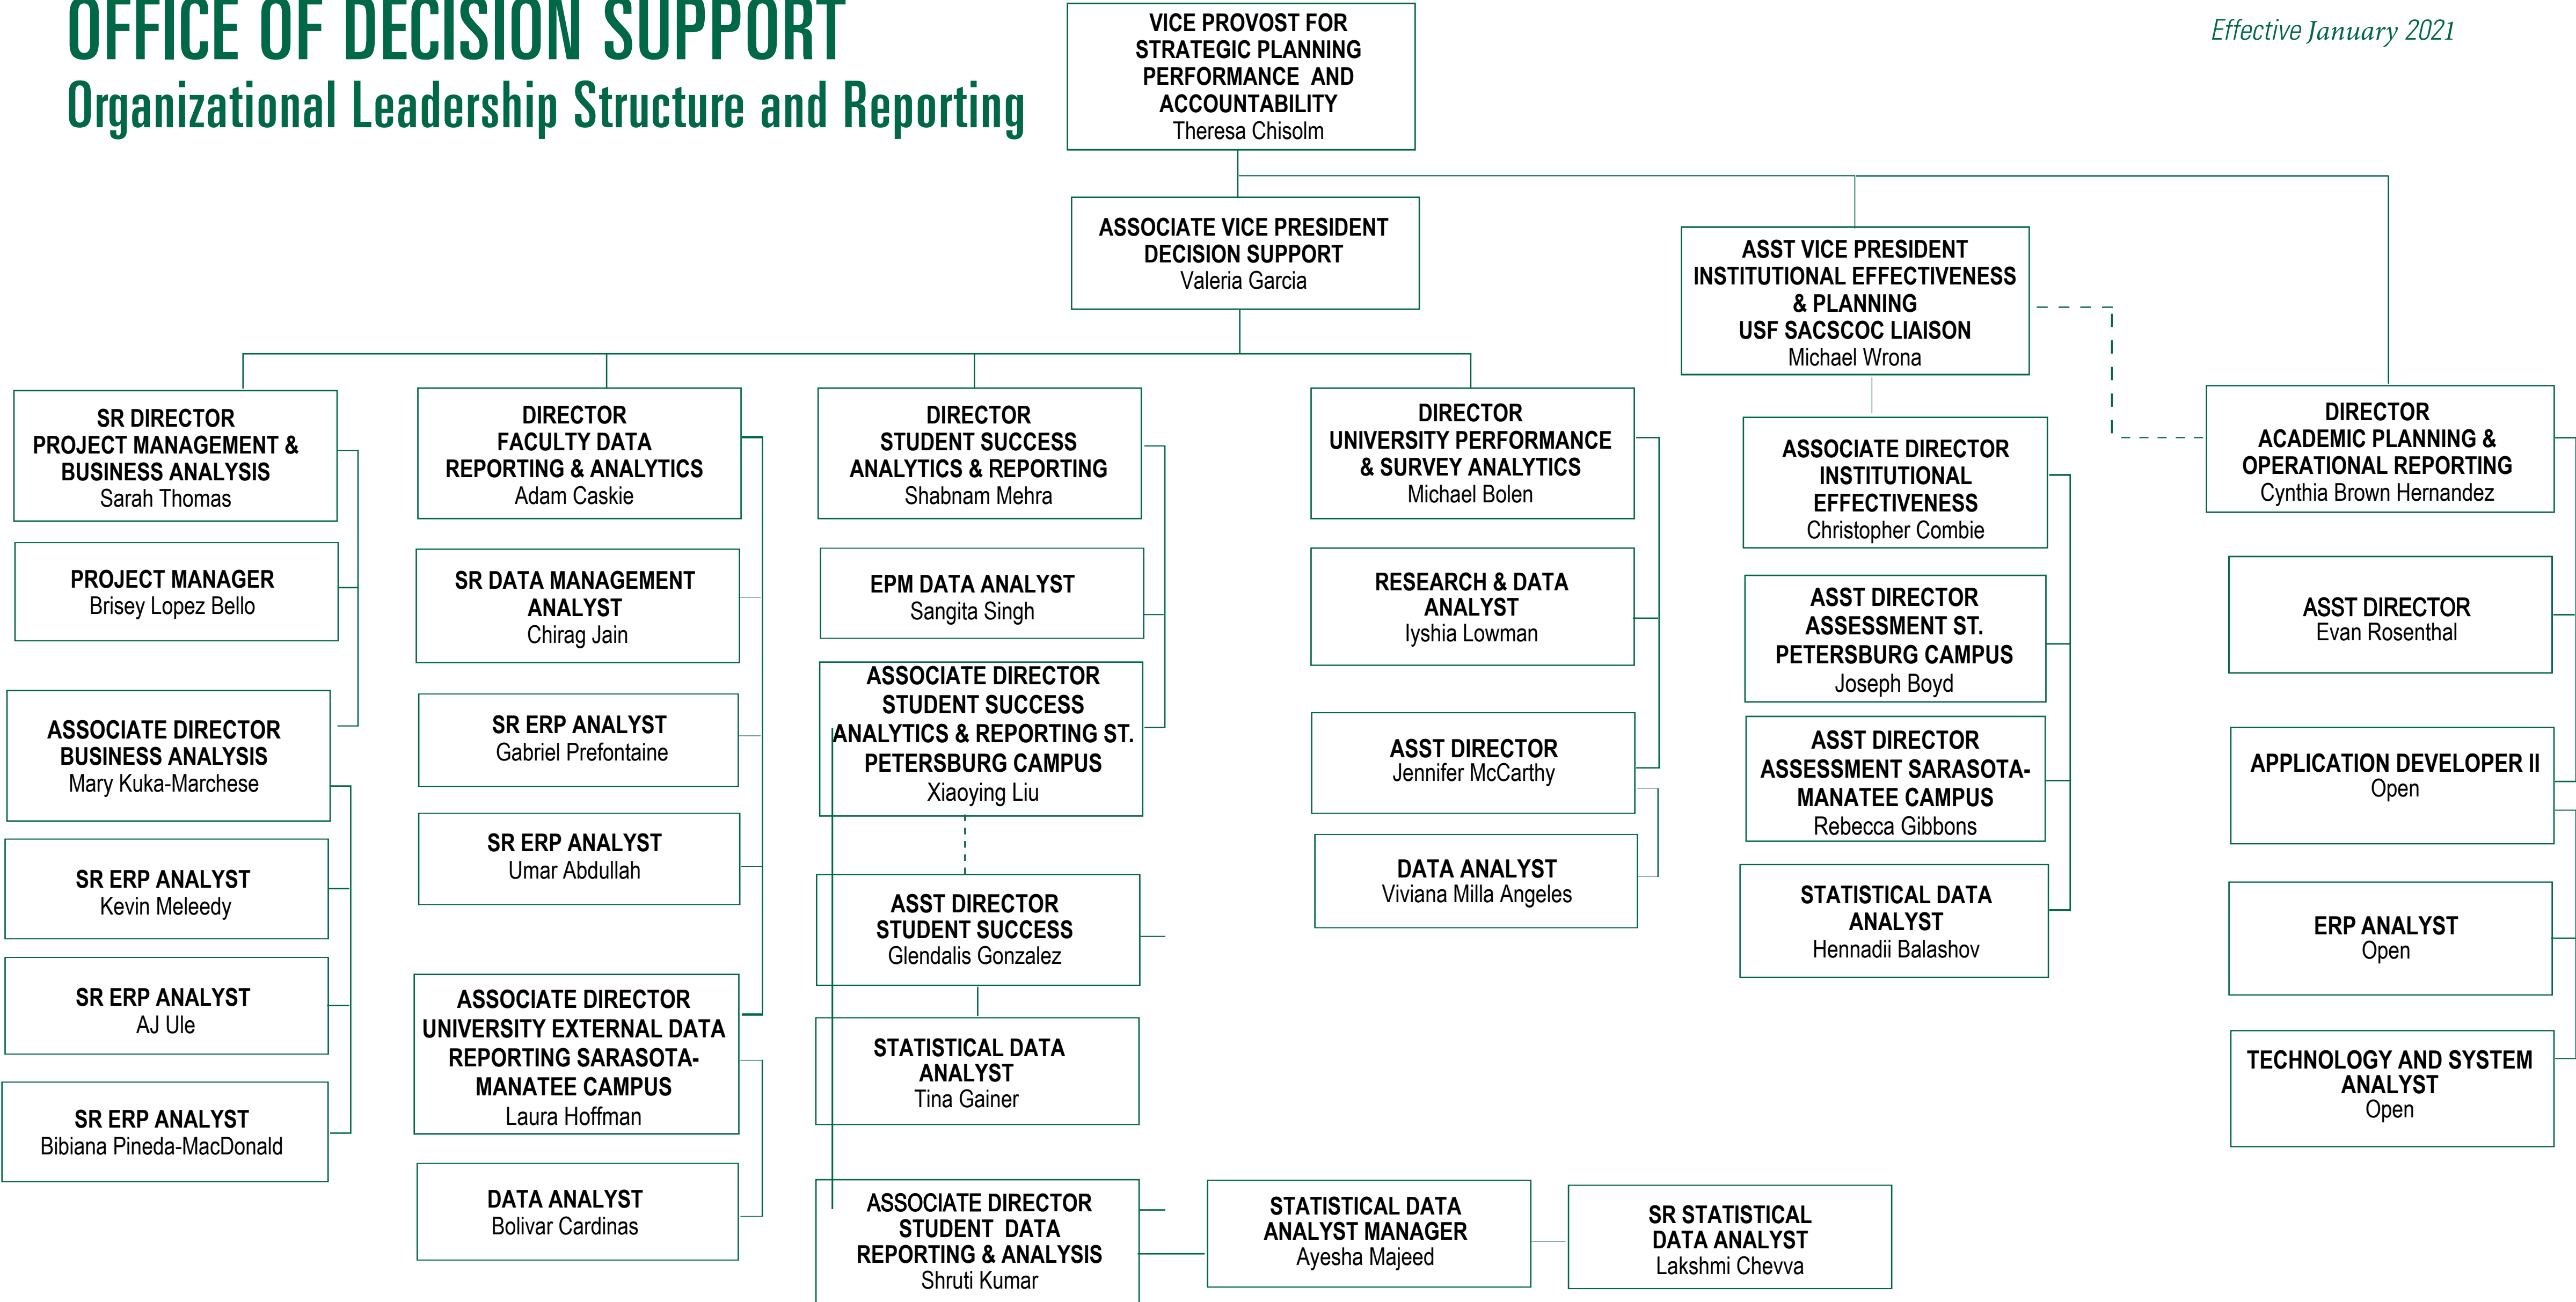 OFFICE OF DECISION SUPPORT
Organizational Leadership Structure and Reporting
Effective January 2021
VICE PROVOST FOR
STRATEGIC PLANNING
PERFORMANCE AND
ACCOUNTABILITY
Theresa Chisolm
ASSOCIATE VICE PRESIDENT
DECISION SUPPORT
Valeria Garcia
ASST VICE PRESIDENT
INSTITUTIONAL EFFECTIVENESS
& PLANNING
USF SACSCOC LIAISON
Michael Wrona
SR DIRECTOR
PROJECT MANAGEMENT &
BUSINESS ANALYSIS
Sarah Thomas
PROJECT MANAGER
Brisey Lopez Bello
ASSOCIATE DIRECTOR
BUSINESS ANALYSIS
Mary Kuka-Marchese
SR ERP ANALYST
Kevin Meleedy
SR ERP ANALYST
AJ Ule
SR ERP ANALYST
Bibiana Pineda-MacDonald
DIRECTOR
FACULTY DATA
REPORTING & ANALYTICS
Adam Caskie
SR DATA MANAGEMENT
ANALYST
Chirag Jain
SR ERP ANALYST
Gabriel Prefontaine
SR ERP ANALYST
Umar Abdullah
ASSOCIATE DIRECTOR
UNIVERSITY EXTERNAL DATA
REPORTING SARASOTA-
MANATEE CAMPUS
Laura Hoffman
DATA ANALYST
Bolivar Cardinas
DIRECTOR
STUDENT SUCCESS
ANALYTICS & REPORTING
Shabnam Mehra
EPM DATA ANALYST
Sangita Singh
ASSOCIATE DIRECTOR
STUDENT SUCCESS
ANALYTICS & REPORTING ST.
PETERSBURG CAMPUS
Xiaoying Liu
ASST DIRECTOR
STUDENT SUCCESS
Glendalis Gonzalez
STATISTICAL DATA
ANALYST
Tina Gainer
ASSOCIATE DIRECTOR
STUDENT DATA
REPORTING & ANALYSIS
Shruti Kumar
STATISTICAL DATA
ANALYST MANAGER
Ayesha Majeed
SR STATISTICAL
DATA ANALYST
Lakshmi Chevva
DIRECTOR
UNIVERSITY PERFORMANCE
& SURVEY ANALYTICS
Michael Bolen
RESEARCH & DATA
ANALYST
Iyshia Lowman
ASST DIRECTOR
Jennifer McCarthy
DATA ANALYST
Viviana Milla Angeles
ASSOCIATE DIRECTOR
INSTITUTIONAL
EFFECTIVENESS
Christopher Combie
ASST DIRECTOR
ASSESSMENT ST.
PETERSBURG CAMPUS
Joseph Boyd
ASST DIRECTOR
ASSESSMENT SARASOTA-
MANATEE CAMPUS
Rebecca Gibbons
STATISTICAL DATA
ANALYST
Hennadii Balashov
DIRECTOR
ACADEMIC PLANNING &
OPERATIONAL REPORTING
Cynthia Brown Hernandez
ASST DIRECTOR
Evan Rosenthal
APPLICATION DEVELOPER II
Open
ERP ANALYST
Open
TECHNOLOGY AND SYSTEM
ANALYST
Open